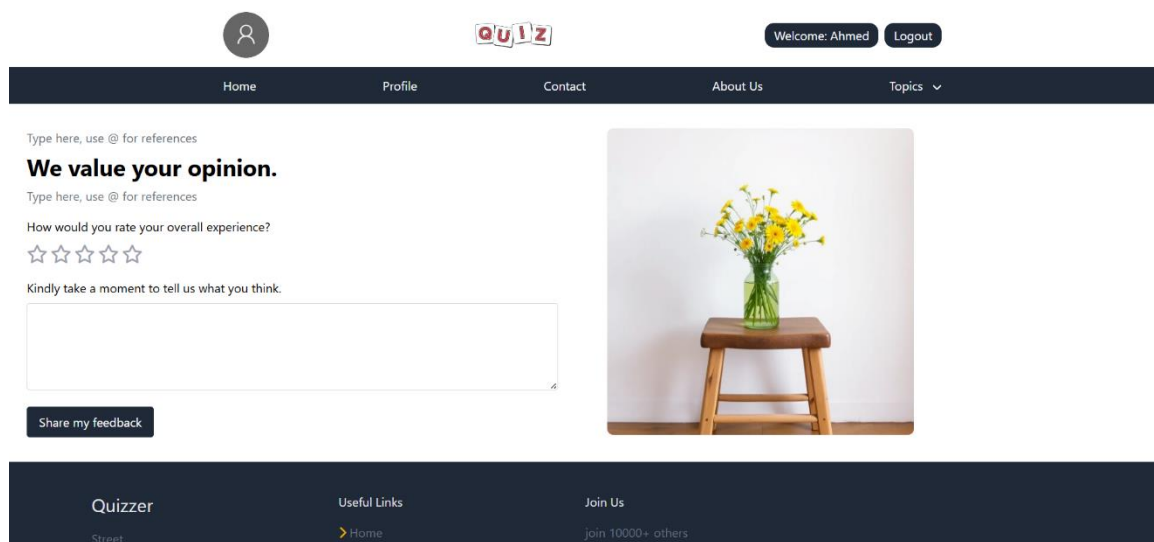 QUIZ
Welcome: Ahmed Logout
Home Profile Contact About Us Topics
Type here, use @ for references
We value your opinion.
Type here, use @ for references
How would you rate your overall experience?
Kindly take a moment to tell us what you think.
Share my feedback
Quizzer Useful Links Join Us
Street Home join 10000+ others